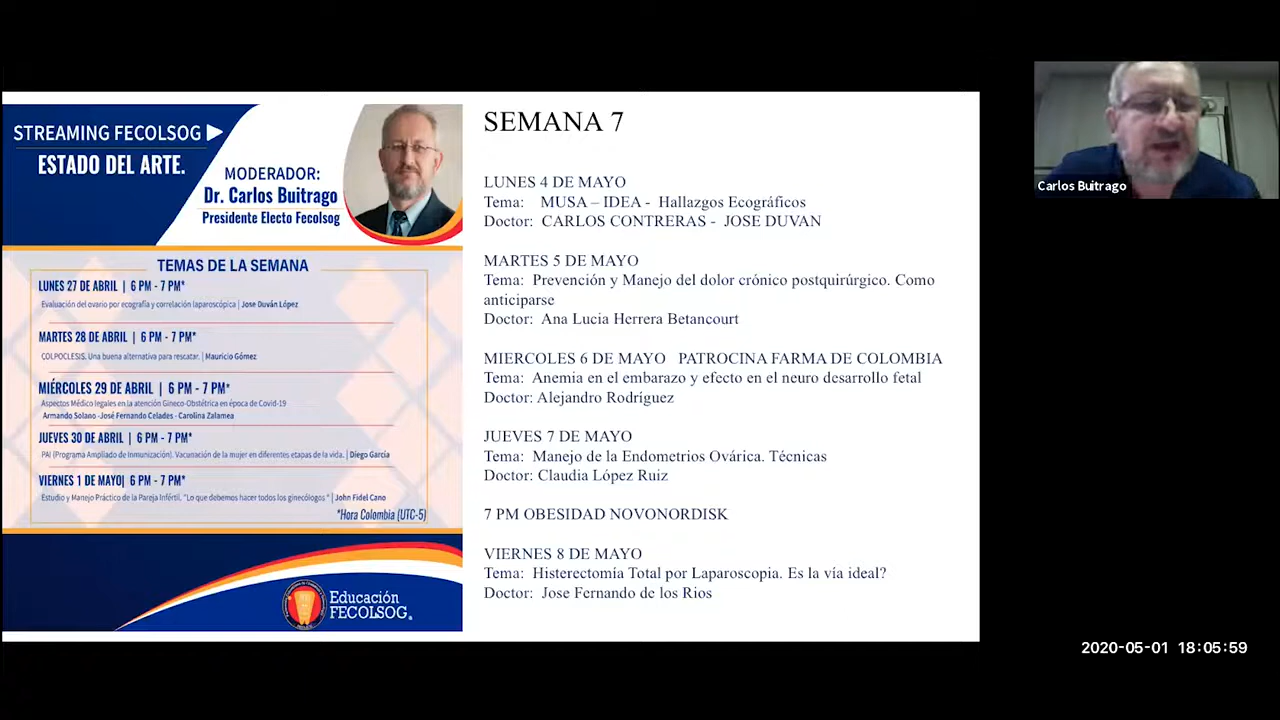 STREAMING FECOLSOG
ESTADO DEL ARTE.
MODERADOR:
Dr. Carlos Buitrago
Presidente Electo Fecolsog
TEMAS DE LA SEMANA
LUNES 27 DE ABRIL | 6 PM - 7 PM*
Evaluación del ovario por ecografía y correlación laparoscópica | Jose Duván López
MARTES 28 DE ABRIL | 6 PM - 7 PM*
COLPOCLESIS. Una buena alternativa para rescatar. | Mauricio Gómez
MIÉRCOLES 29 DE ABRIL | 6 PM - 7 PM*
Aspectos Médico legales en la atención Gineco-Obstétrica en época de Covid-19
Armando Solano -José Fernando Celades - Carolina Zalamea
JUEVES 30 DE ABRIL | 6 PM - 7 PM*
PAI (Programa Ampliado de Inmunización). Vacunación de la mujer en diferentes etapas de la vida. | Diego García
VIERNES 1 DE MAYO| 6 PM - 7 PM*
Estudio y Manejo Práctico de la Pareja Infértil. "Lo que debemos hacer todos los ginecólogos " | John Fidel Cano
*Hora Colombia (UTC-5)
Educación
FECOLSOG
SEMANA 7
LUNES 4 DE MAYO
Tema: MUSA – IDEA - Hallazgos Ecográficos
Doctor: CARLOS CONTRERAS - JOSE DUVAN
MARTES 5 DE MAYO
Tema: Prevención y Manejo del dolor crónico postquirúrgico. Como
anticiparse
Doctor: Ana Lucia Herrera Betancourt
MIERCOLES 6 DE MAYO PATROCINA FARMA DE COLOMBIA
Tema: Anemia en el embarazo y efecto en el neuro desarrollo fetal
Doctor: Alejandro Rodríguez
JUEVES 7 DE MAYO
Tema: Manejo de la Endometrios Ovárica. Técnicas
Doctor: Claudia López Ruiz
7 PM OBESIDAD NOVONORDISK
VIERNES 8 DE MAYO
Tema: Histerectomía Total por Laparoscopia. Es la vía ideal?
Doctor: Jose Fernando de los Rios
Carlos Buitrago
2020-05-01 18:05:59